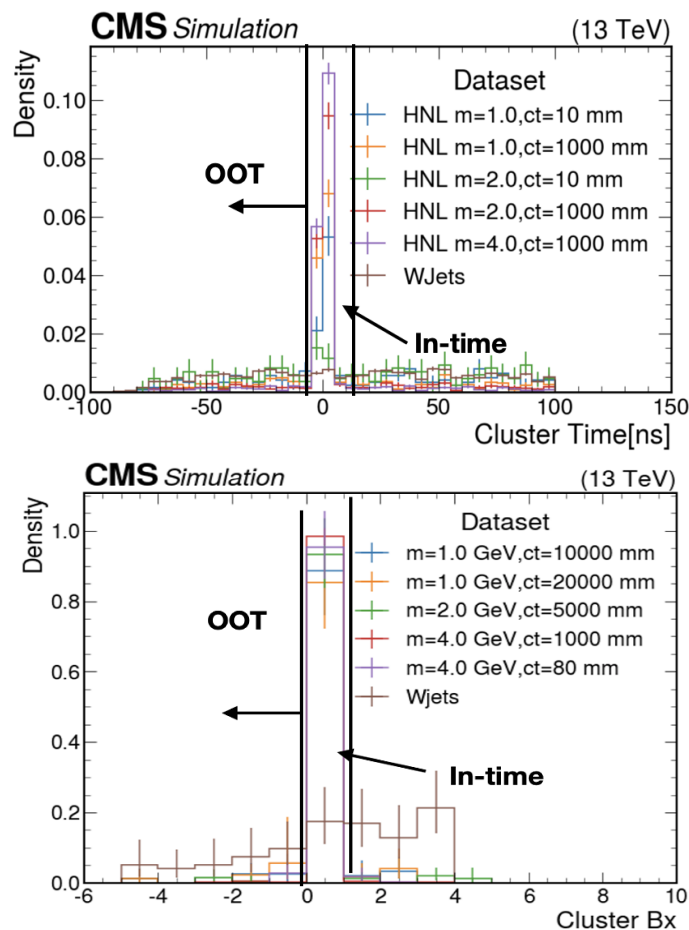 CMS Simulation (13 TeV)
Density
0.10
0.08
0.06
0.04
0.02
0.00
Dataset
HNL m=1.0,ct=10 mm
HNL m=1.0,ct=1000 mm
HNL m=2.0,ct=10 mm
HNL m=2.0,ct=1000 mm
HNL m=4.0,ct=1000 mm
WJets
OOT
In-time
-100 -50 0 50 100 150
Cluster Time[ns]
CMS Simulation (13 TeV)
Density
1.0
0.8
0.6
0.4
0.2
0.0
Dataset
m=1.0 GeV,ct=10000 mm
m=1.0 GeV,ct=20000 mm
m=2.0 GeV,ct=5000 mm
m=4.0 GeV,ct=1000 mm
m=4.0 GeV,ct=80 mm
Wjets
OOT
In-time
-6 -4 -2 0 2 4 6 8 10
Cluster Bx